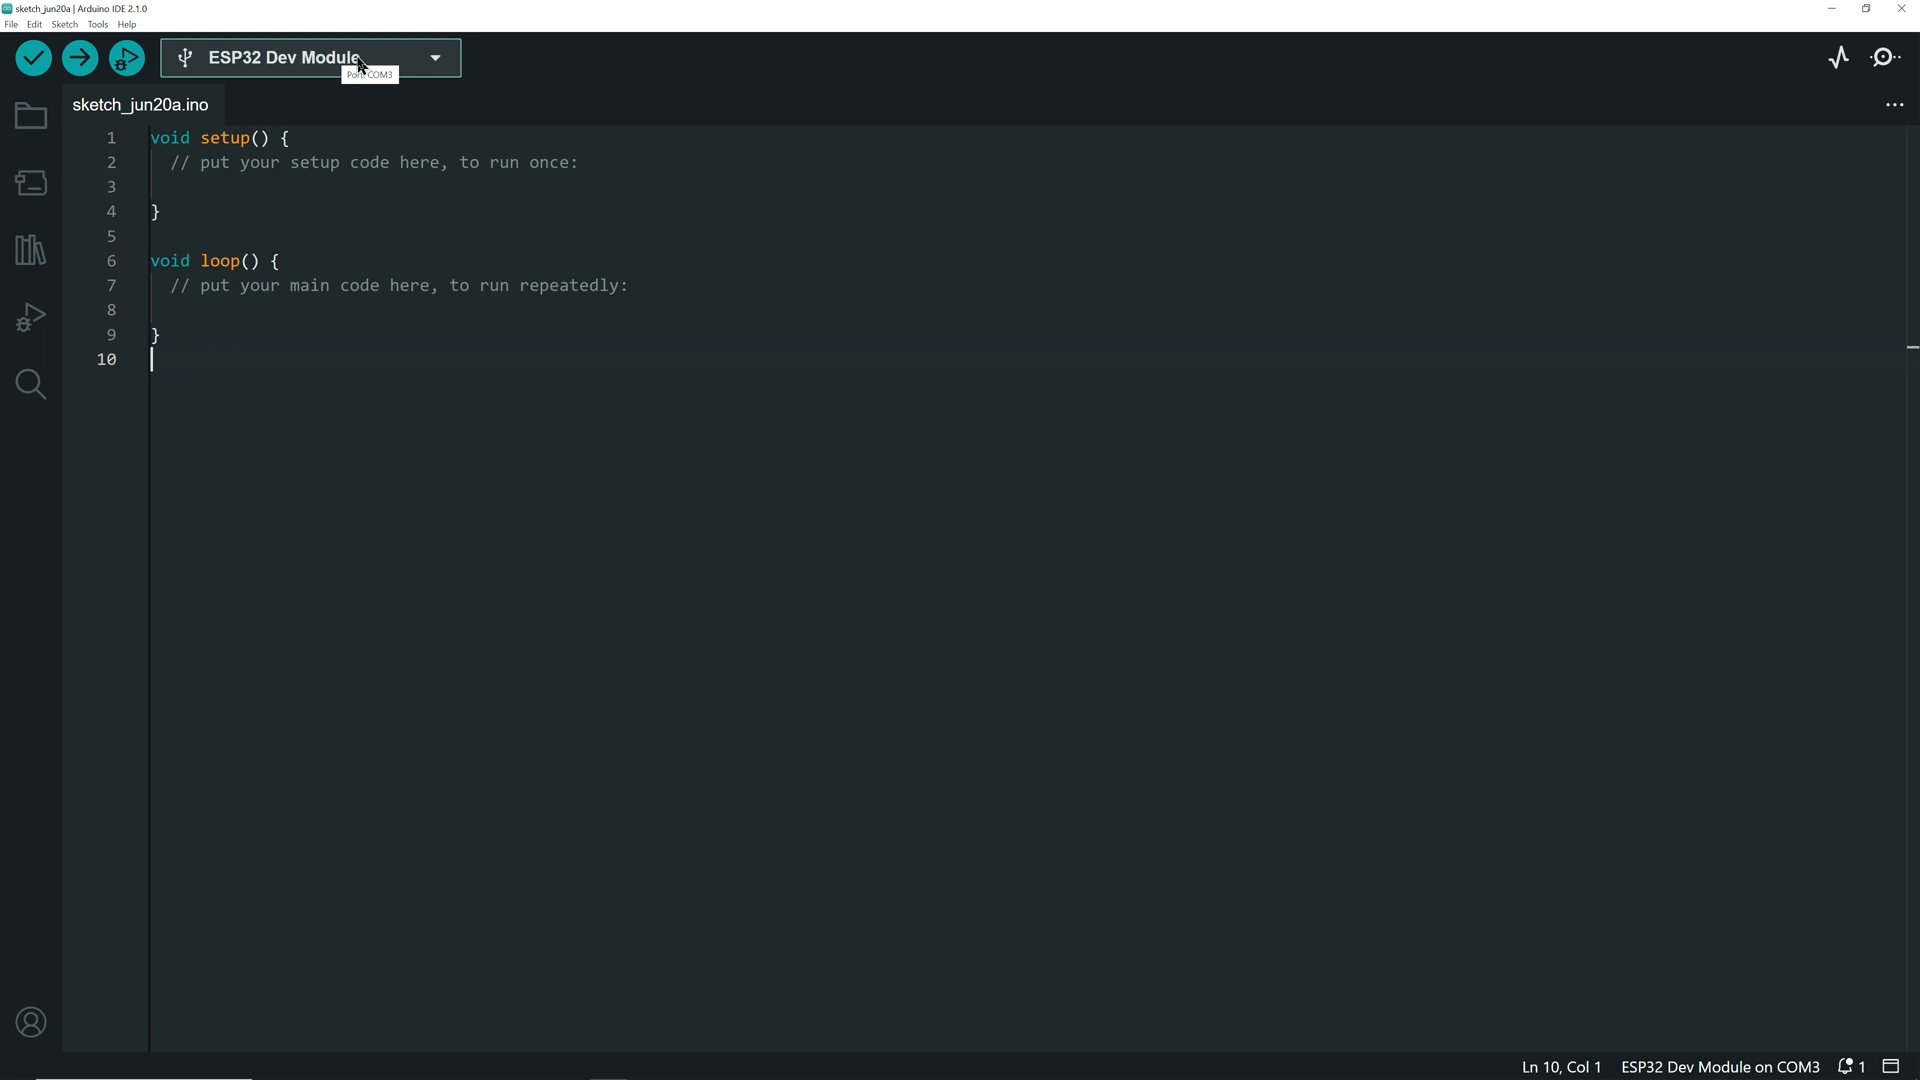 sketch_jun20a | Arduino IDE 2.1.0
File Edit Sketch Tools Help
ESP32 Dev Module
Port: COM3
sketch_jun20a.ino
1 void setup() {
2 // put your setup code here, to run once:
3
4 }
5
6 void loop() {
7 // put your main code here, to run repeatedly:
8
9 }
10
Ln 10, Col 1 ESP32 Dev Module on COM3 1